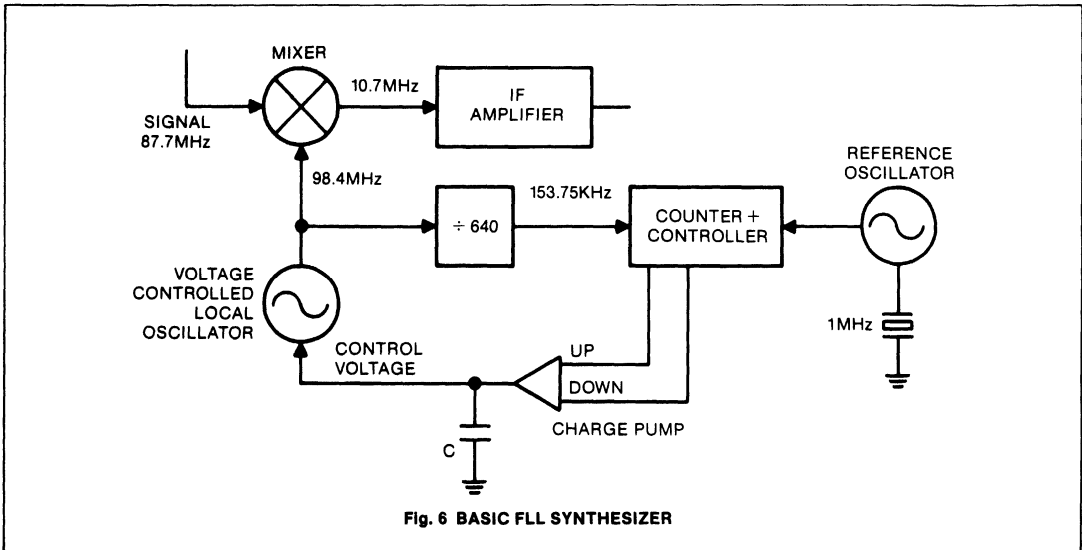 MIXER
10.7MHz
IF
AMPLIFIER
SIGNAL
87.7MHz
98.4MHz
÷ 640
153.75KHz
COUNTER +
CONTROLLER
REFERENCE
OSCILLATOR
1MHz
VOLTAGE
CONTROLLED
LOCAL
OSCILLATOR
CONTROL
VOLTAGE
UP
DOWN
CHARGE PUMP
C
Fig. 6 BASIC FLL SYNTHESIZER